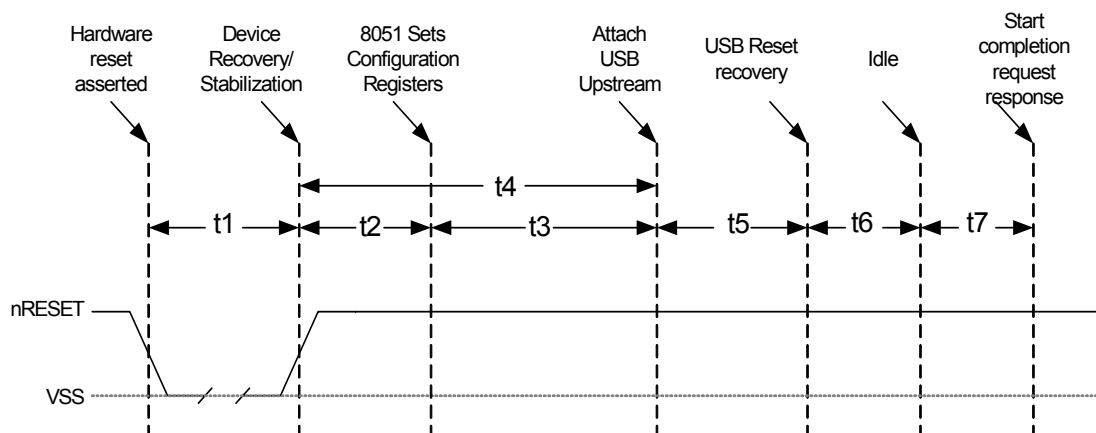 Hardware
reset
asserted
Device
Recovery/
Stabilization
8051 Sets
Configuration
Registers
Attach
USB
Upstream
USB Reset
recovery
Idle
Start
completion
request
response
t4
t1
t2
t3
t5
t6
t7
nRESET
VSS